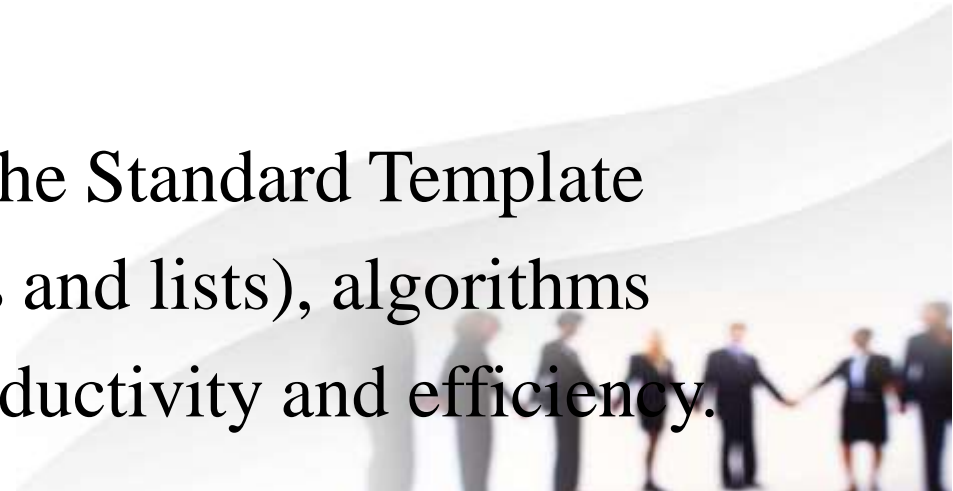 he Standard Template
and lists), algorithms
ductivity and efficiency.